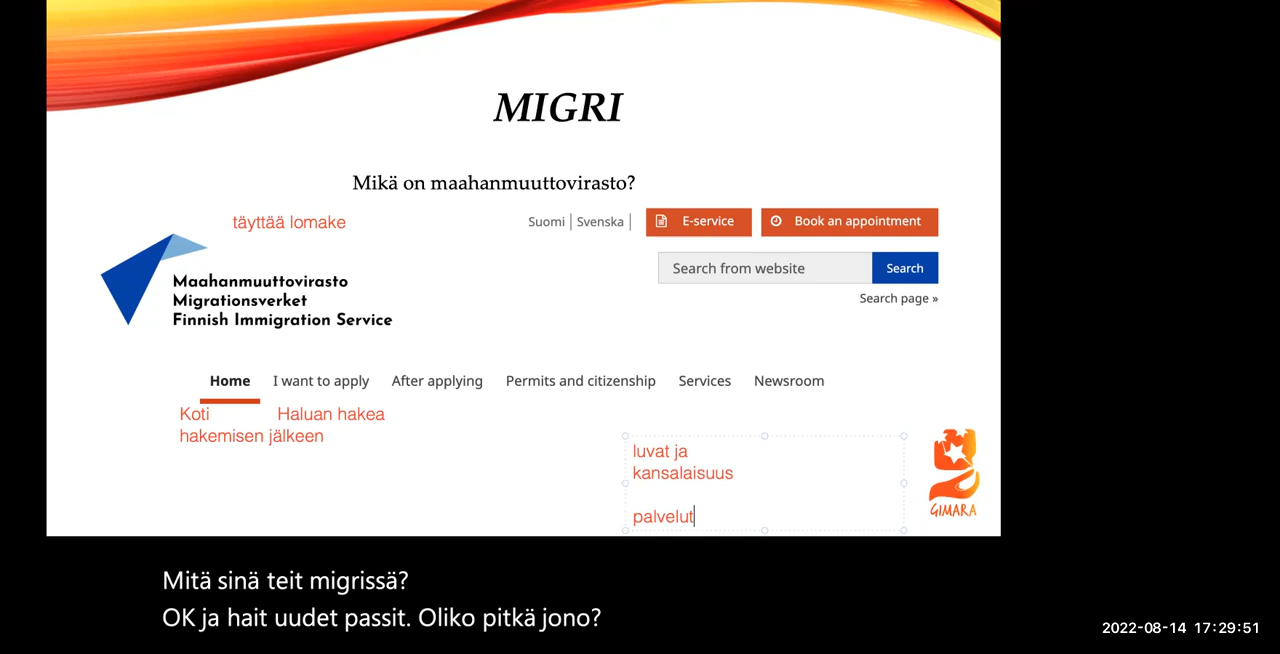 MIGRI
Mikä on maahanmuuttovirasto?
täyttää lomake
Suomi | Svenska |
E-service
Book an appointment
Search from website
Search
Search page »
Maahanmuuttovirasto
Migrationsverket
Finnish Immigration Service
Home I want to apply After applying Permits and citizenship Services Newsroom
Koti Haluan hakea
hakemisen jälkeen
luvat ja
kansalaisuus
palvelut
GIMARA
Mitä sinä teit migrissä?
OK ja hait uudet passit. Oliko pitkä jono?
2022-08-14 17:29:51